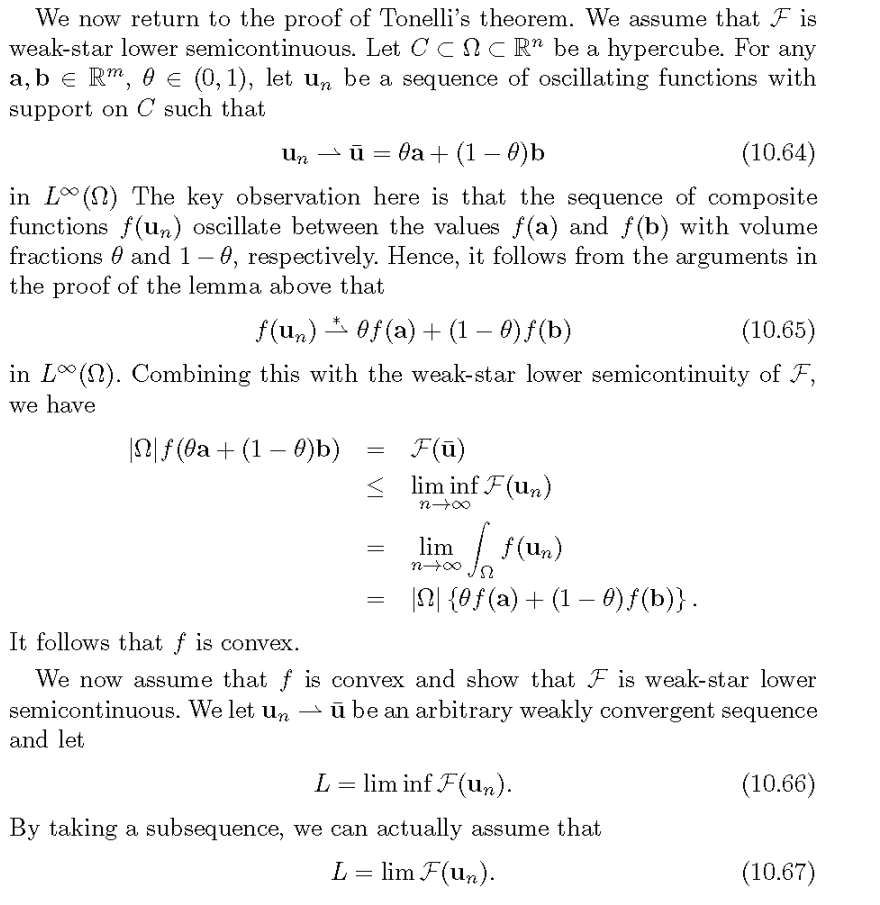 We now return to the proof of Tonelli's theorem. We assume that ℱ is
weak-star lower semicontinuous. Let C ⊂ Ω ⊂ ℝⁿ be a hypercube. For any
a, b ∈ ℝᵐ, θ ∈ (0, 1), let uₙ be a sequence of oscillating functions with
support on C such that
uₙ ⇀ ū = θa + (1 − θ)b (10.64)
in L^∞(Ω) The key observation here is that the sequence of composite
functions f(uₙ) oscillate between the values f(a) and f(b) with volume
fractions θ and 1 − θ, respectively. Hence, it follows from the arguments in
the proof of the lemma above that
f(uₙ) ⇀* θf(a) + (1 − θ)f(b) (10.65)
in L^∞(Ω). Combining this with the weak-star lower semicontinuity of ℱ,
we have
|Ω|f(θa + (1 − θ)b) = ℱ(ū)
≤ lim inf_{n→∞} ℱ(uₙ)
= lim_{n→∞} ∫_Ω f(uₙ)
= |Ω| {θf(a) + (1 − θ)f(b)} .
It follows that f is convex.
We now assume that f is convex and show that ℱ is weak-star lower
semicontinuous. We let uₙ ⇀ ū be an arbitrary weakly convergent sequence
and let
L = lim inf ℱ(uₙ). (10.66)
By taking a subsequence, we can actually assume that
L = lim ℱ(uₙ). (10.67)